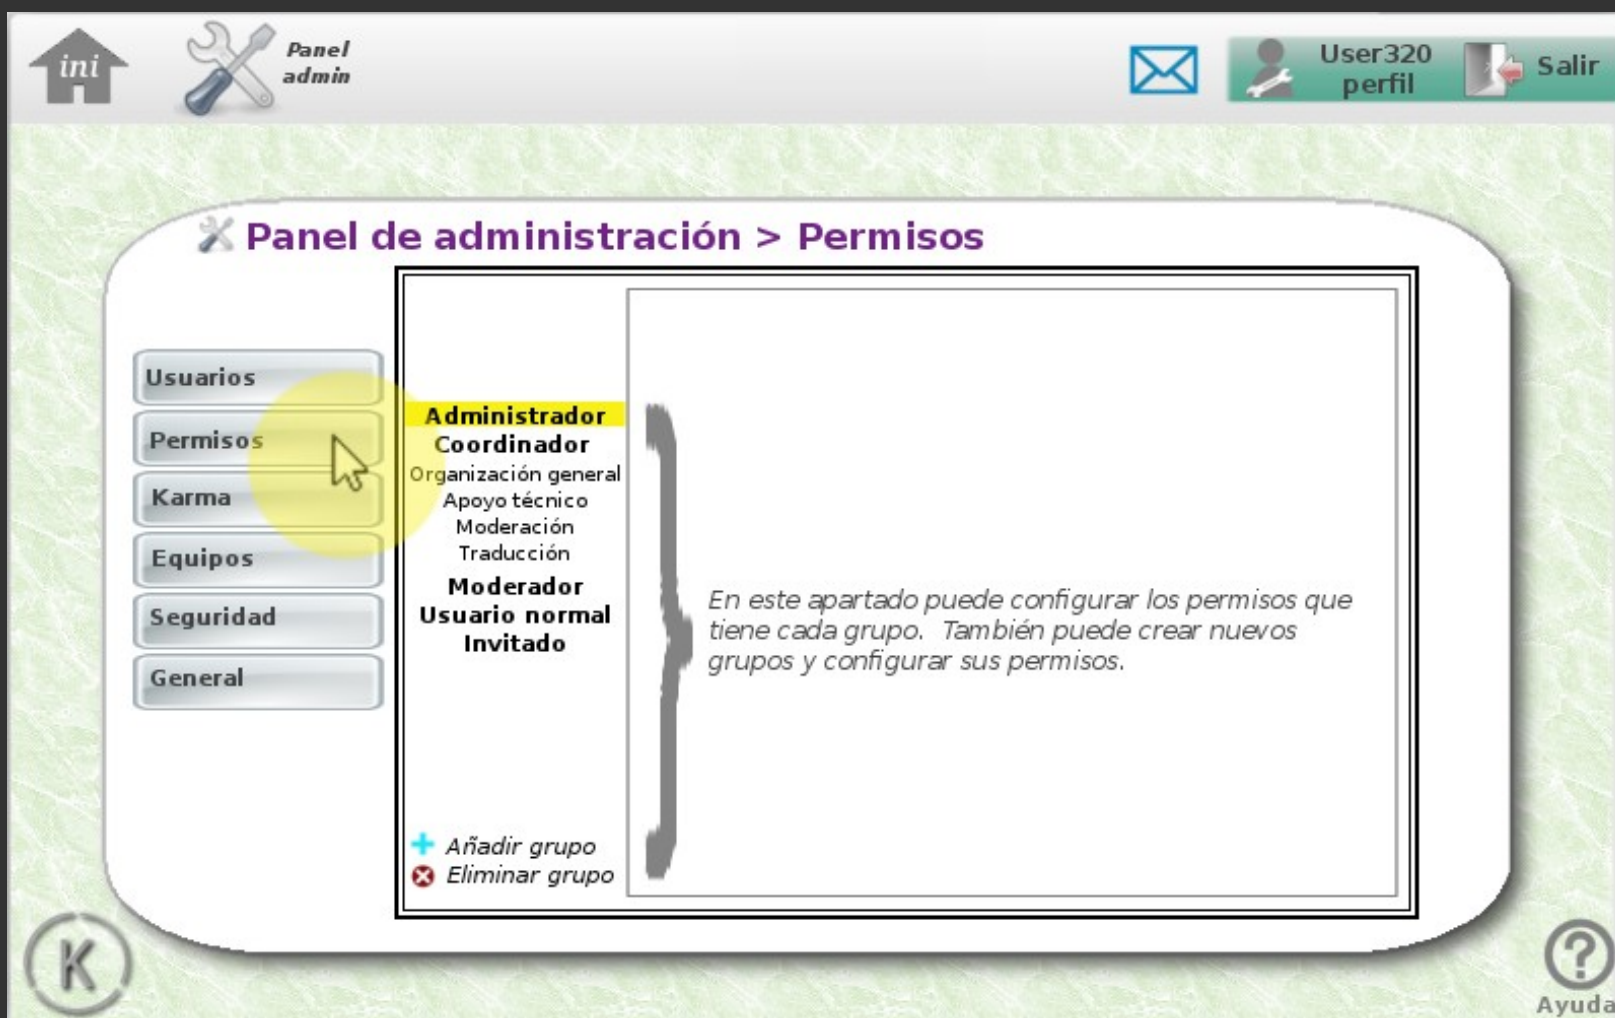 ini
Panel
admin
User320
perfil
Salir
Panel de administración > Permisos
Usuarios
Permisos
Karma
Equipos
Seguridad
General
Administrador
Coordinador
Organización general
Apoyo técnico
Moderación
Traducción
Moderador
Usuario normal
Invitado
Añadir grupo
Eliminar grupo
En este apartado puede configurar los permisos que
tiene cada grupo. También puede crear nuevos
grupos y configurar sus permisos.
K
?
Ayuda